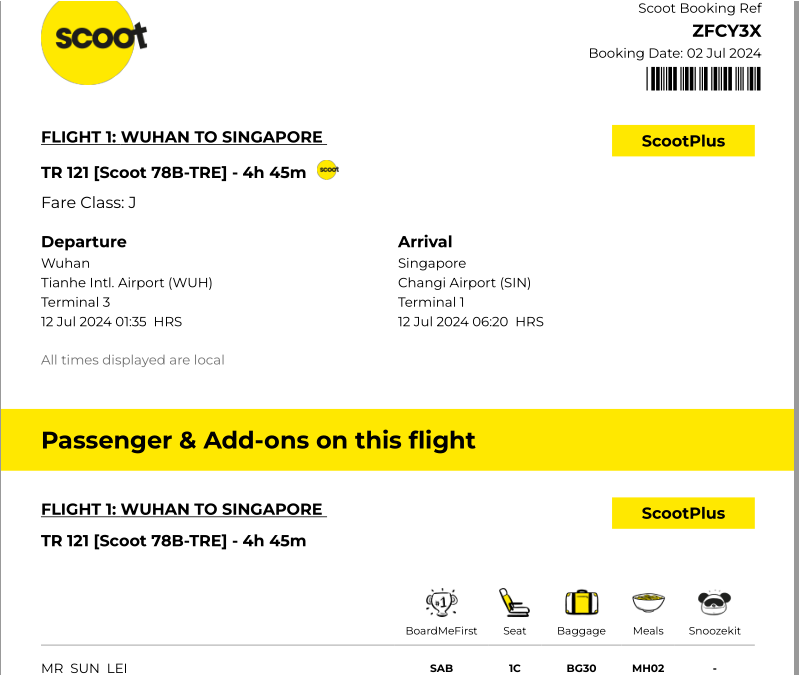 scoot
Scoot Booking Ref
ZFCY3X
Booking Date: 02 Jul 2024
FLIGHT 1: WUHAN TO SINGAPORE
ScootPlus
TR 121 [Scoot 78B-TRE] - 4h 45m scoot
Fare Class: J
Departure
Wuhan
Tianhe Intl. Airport (WUH)
Terminal 3
12 Jul 2024 01:35 HRS
Arrival
Singapore
Changi Airport (SIN)
Terminal 1
12 Jul 2024 06:20 HRS
All times displayed are local
Passenger & Add-ons on this flight
FLIGHT 1: WUHAN TO SINGAPORE
ScootPlus
TR 121 [Scoot 78B-TRE] - 4h 45m
#1
BoardMeFirst Seat Baggage Meals Snoozekit
MR SUN LEI SAB 1C BG30 MH02 -